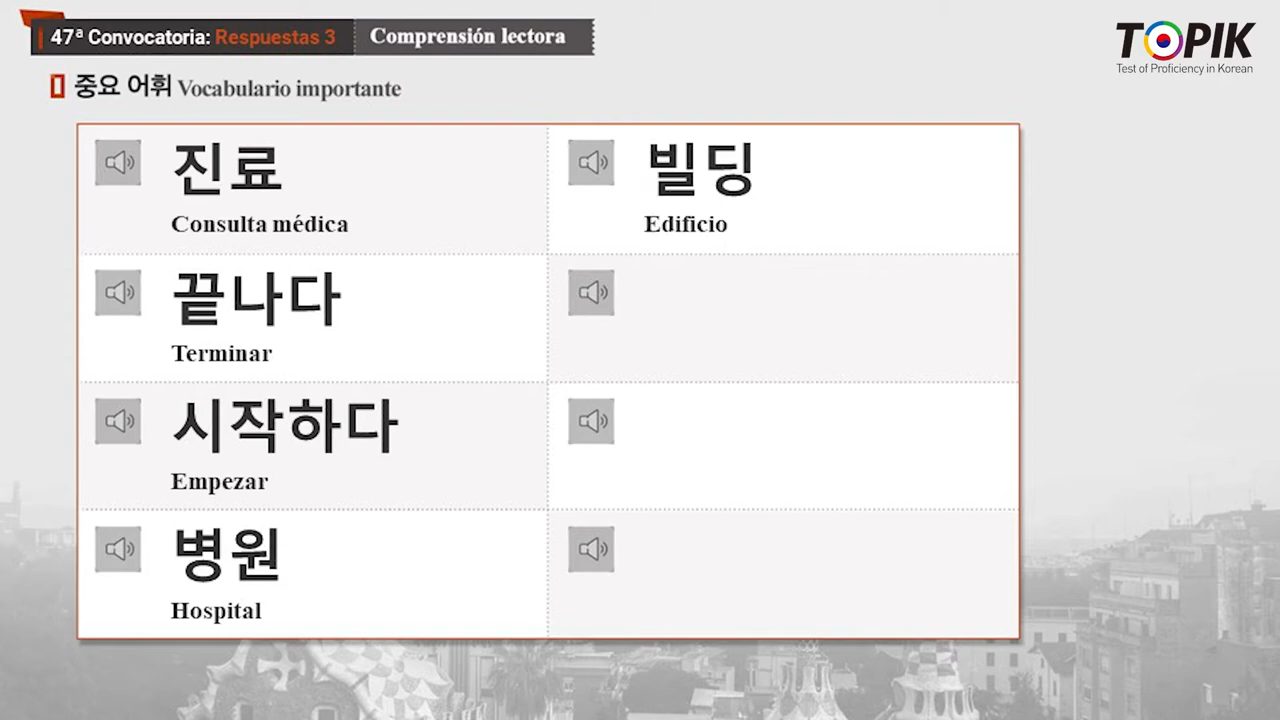 47ª Convocatoria: Respuestas 3 Comprensión lectora
TOPIK
Test of Proficiency in Korean
중요 어휘 Vocabulario importante
진료
Consulta médica
빌딩
Edificio
끝나다
Terminar
시작하다
Empezar
병원
Hospital